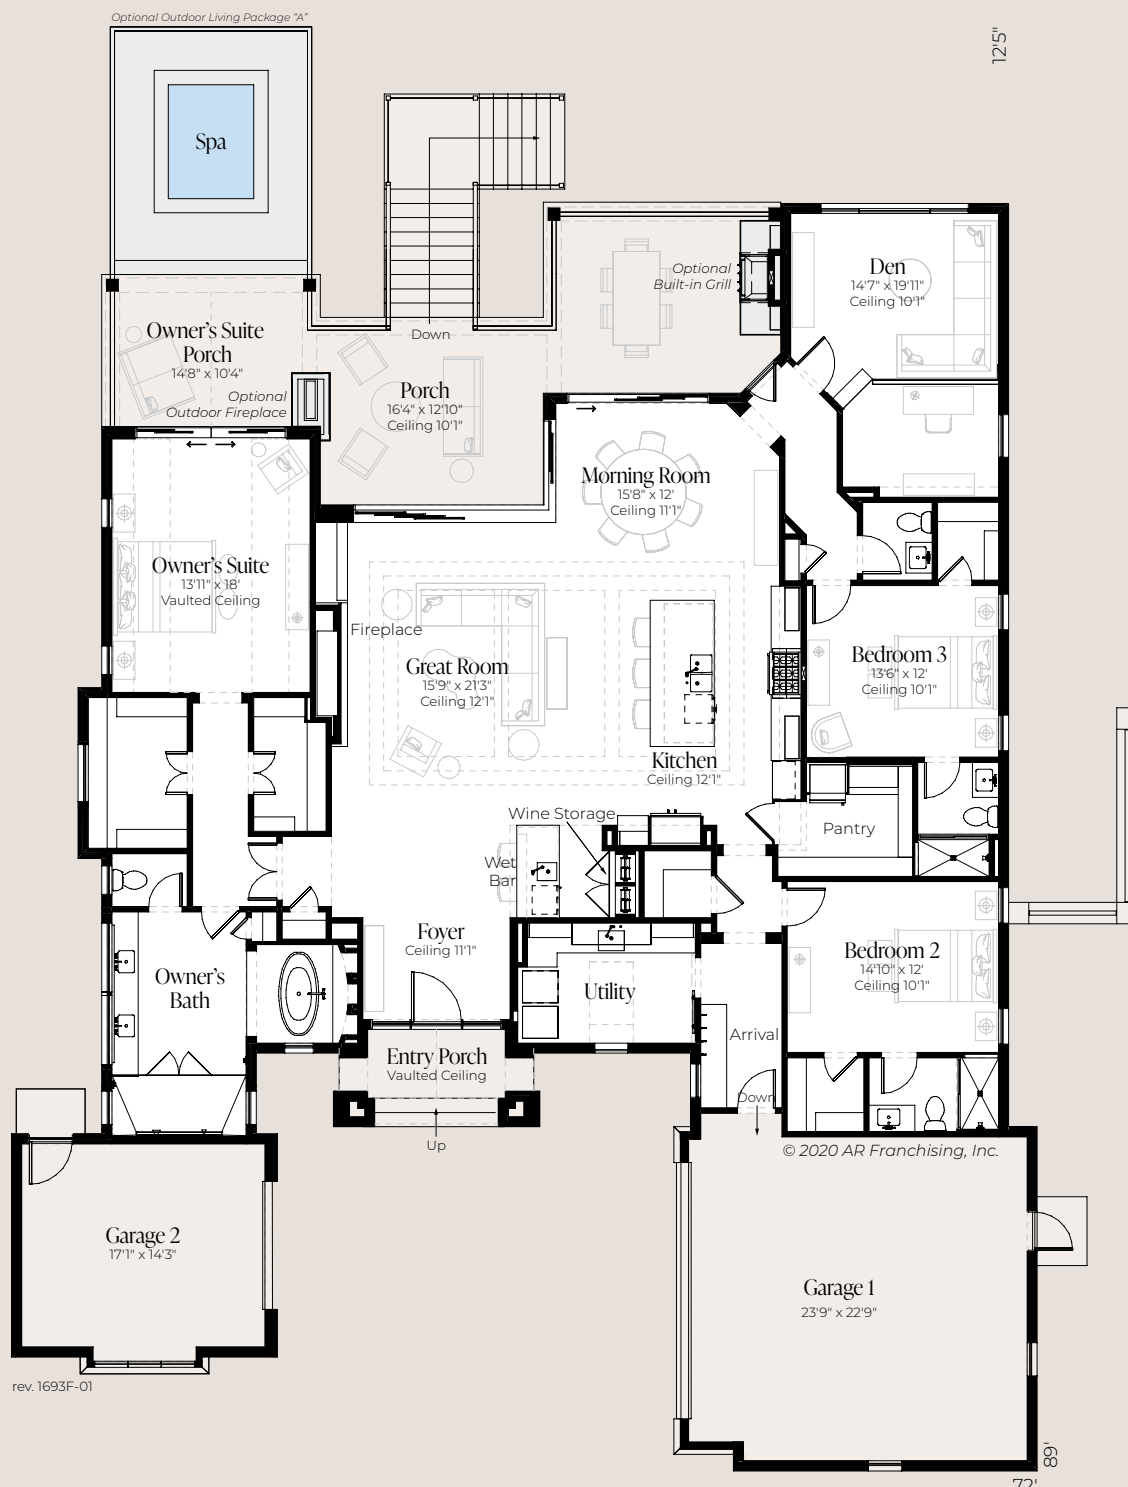 Optional Outdoor Living Package "A"
12'5"
Spa
Optional
Built-in Grill
Den
14'7" x 19'11"
Ceiling 10'1"
Owner's Suite
Porch
14'8" x 10'4"
Down
Optional
Outdoor Fireplace
Porch
16'4" x 12'10"
Ceiling 10'1"
Morning Room
15'8" x 12'
Ceiling 11'1"
Owner's Suite
13'11" x 18'
Vaulted Ceiling
Fireplace
Great Room
15'9" x 21'3"
Ceiling 12'1"
Bedroom 3
13'6" x 12'
Ceiling 10'1"
Kitchen
Ceiling 12'1"
Wine Storage
Pantry
Wet
Bar
Foyer
Ceiling 11'1"
Bedroom 2
14'10" x 12'
Ceiling 10'1"
Owner's
Bath
Utility
Arrival
Entry Porch
Vaulted Ceiling
Down
Up
© 2020 AR Franchising, Inc.
Garage 2
17'1" x 14'3"
Garage 1
23'9" x 22'9"
rev. 1693F-01
89'
72'